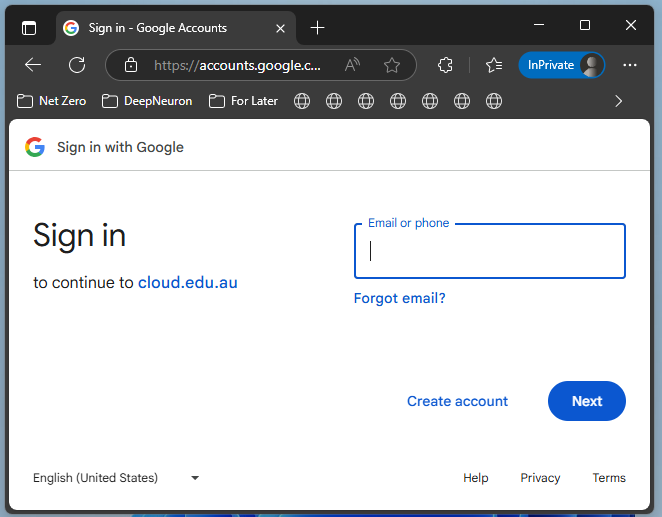 Sign in - Google Accounts
https://accounts.google.c...
InPrivate
Net Zero
DeepNeuron
For Later
Sign in with Google
Sign in
to continue to cloud.edu.au
Email or phone
Forgot email?
Create account
Next
English (United States)
Help
Privacy
Terms